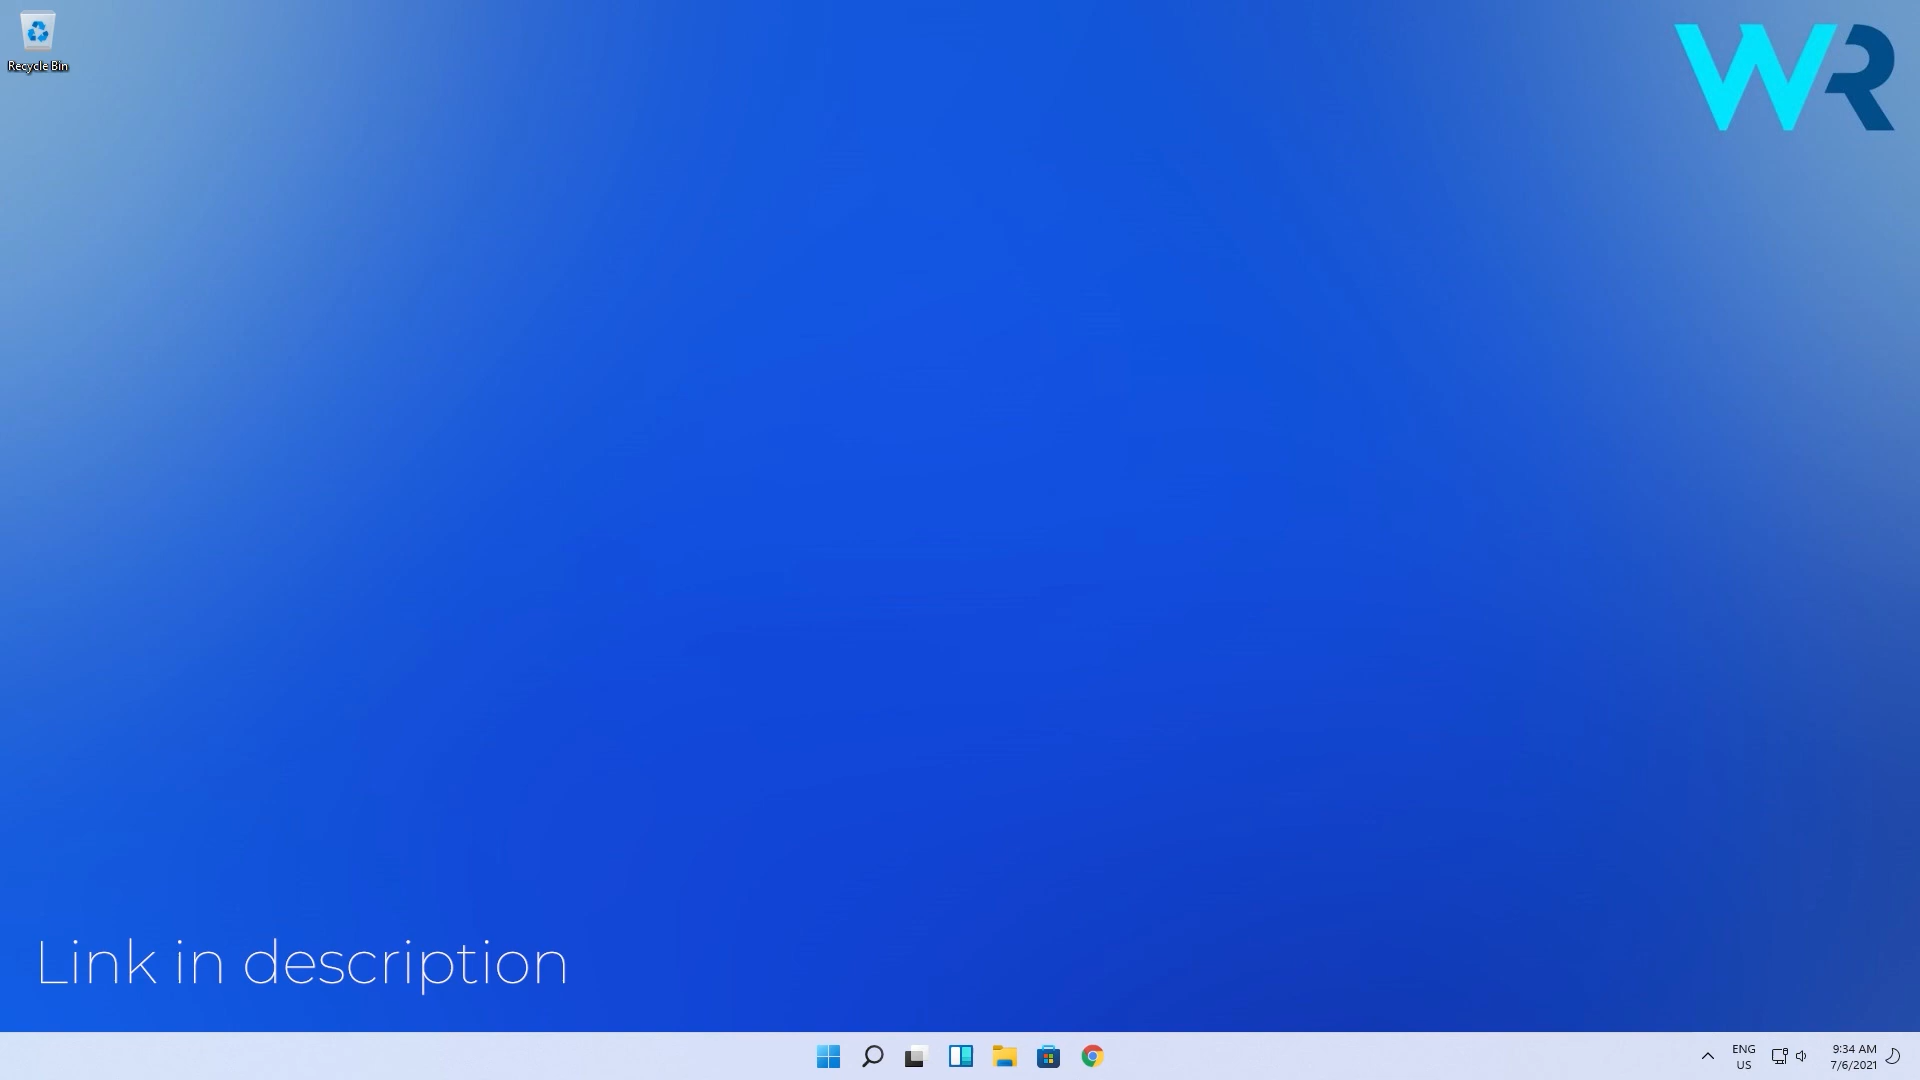 Recycle Bin
WR
Link in description
ENG
US
9:34 AM
7/6/2021